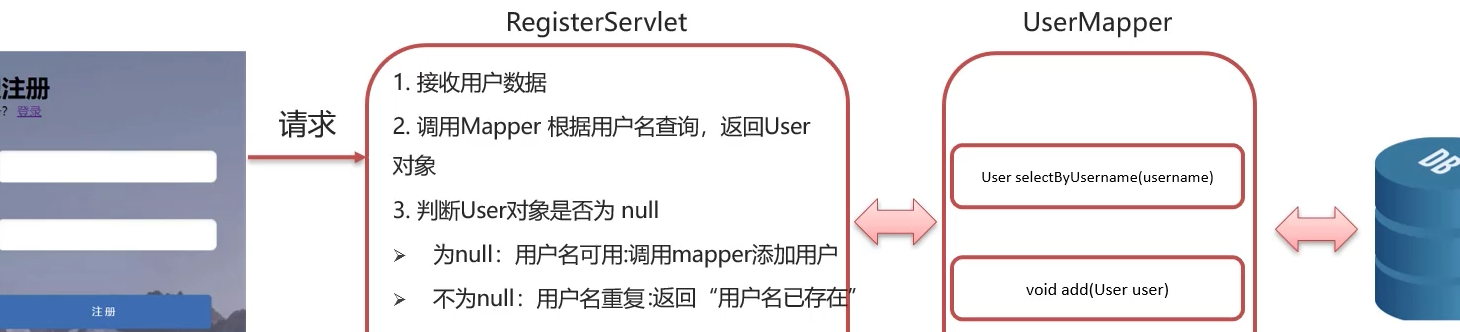 RegisterServlet
UserMapper
注册
? 登录
注册
请求
1. 接收用户数据
2. 调用Mapper 根据用户名查询，返回User
对象
3. 判断User对象是否为 null
➢ 为null：用户名可用:调用mapper添加用户
➢ 不为null：用户名重复:返回“用户名已存在”
User selectByUsername(username)
void add(User user)
DB